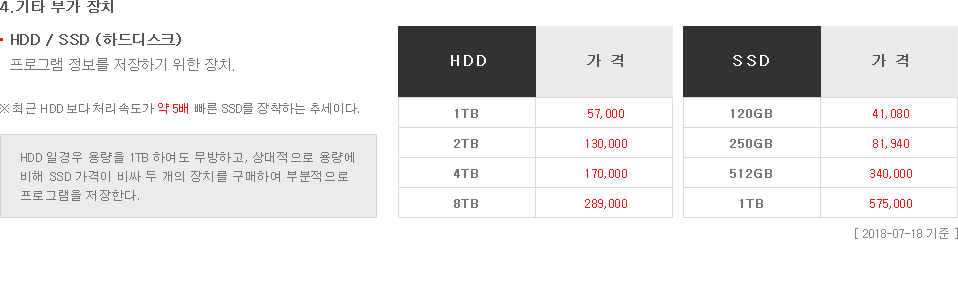 4.기타 부가 장치
HDD / SSD (하드디스크)
프로그램 정보를 저장하기 위한 장치.
※ 최근 HDD 보다 처리 속도가 약 5배 빠른 SSD를 장착하는 추세이다.
HDD 일경우 용량을 1TB 하여도 무방하고, 상대적으로 용량에
비해 SSD 가격이 비싸 두 개의 장치를 구매하여 부분적으로
프로그램을 저장한다.
HDD 가 격
1TB 57,000
2TB 130,000
4TB 170,000
8TB 289,000
SSD 가 격
120GB 41,080
250GB 81,940
512GB 340,000
1TB 575,000
[ 2018-07-18 기준 ]